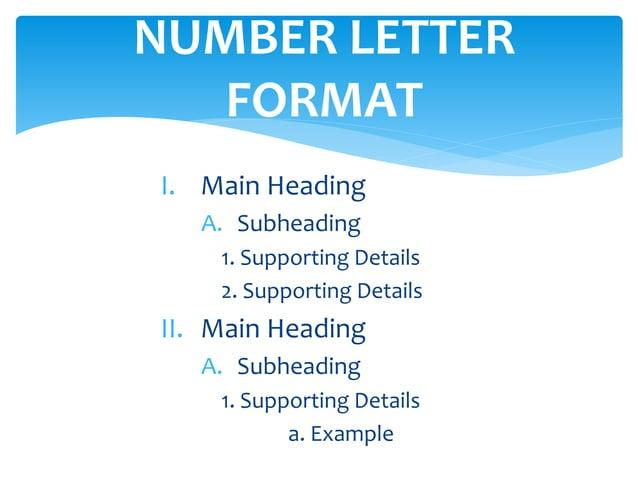 NUMBER LETTER
FORMAT
I. Main Heading
A. Subheading
1. Supporting Details
2. Supporting Details
II. Main Heading
A. Subheading
1. Supporting Details
a. Example